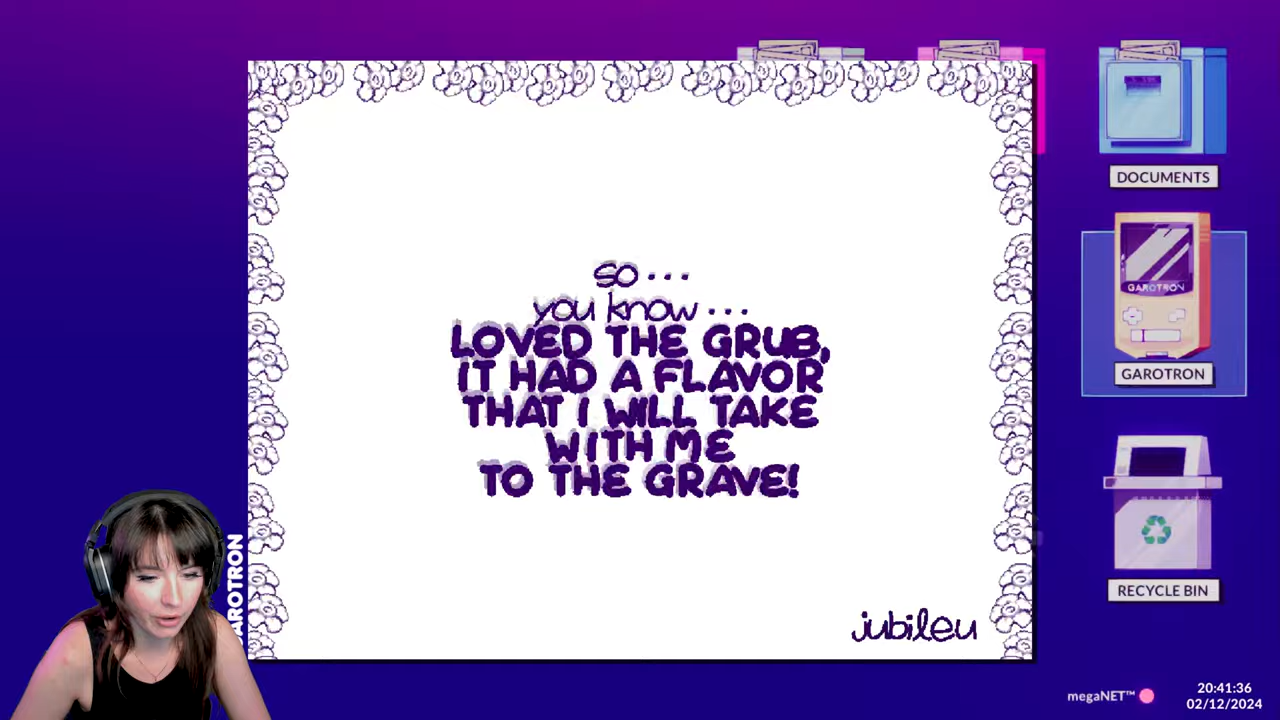 so...
you know...
LOVED THE GRUB,
IT HAD A FLAVOR
THAT I WILL TAKE
WITH ME
TO THE GRAVE!
jubileu
DOCUMENTS
GAROTRON
GAROTRON
RECYCLE BIN
AROTRON
megaNET™
20:41:36
02/12/2024